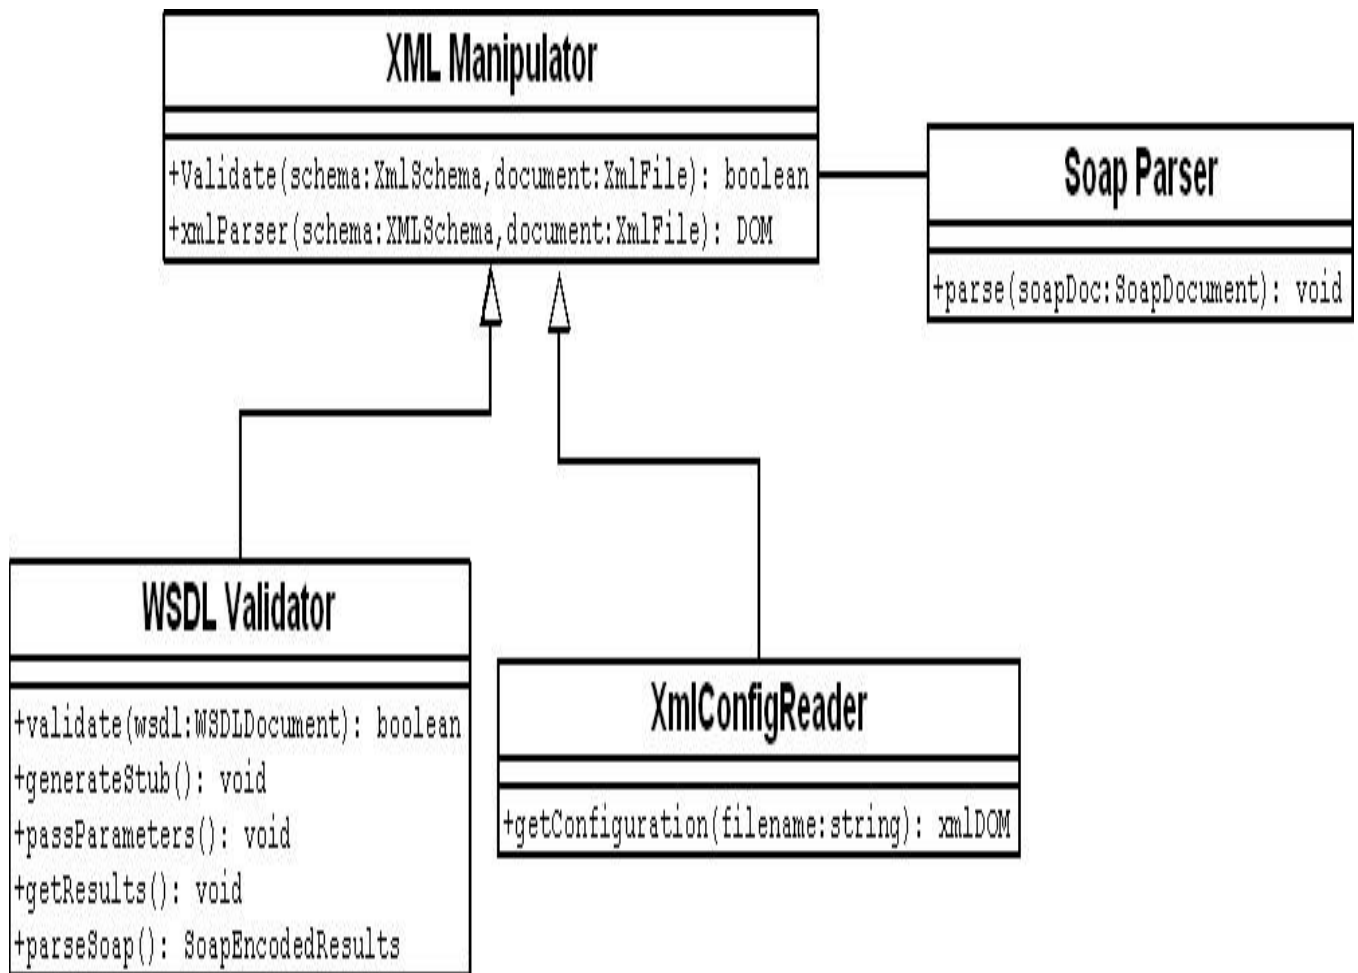 XML Manipulator
+Validate(schema:XmlSchema,document:XmlFile): boolean
+xmlParser(schema:XMLSchema,document:XmlFile): DOM
Soap Parser
+parse(soapDoc:SoapDocument): void
WSDL Validator
+validate(wsdl:WSDLDocument): boolean
+generateStub(): void
+passParameters(): void
+getResults(): void
+parseSoap(): SoapEncodedResults
XmlConfigReader
+getConfiguration(filename:string): xmlDOM